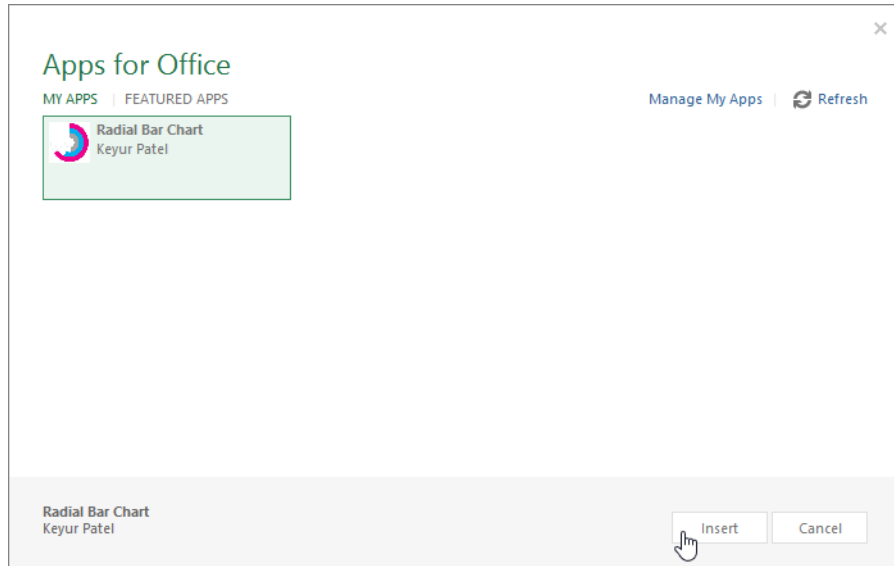 Apps for Office
MY APPS | FEATURED APPS
Manage My Apps | Refresh
Radial Bar Chart
Keyur Patel
Radial Bar Chart
Keyur Patel
Insert Cancel